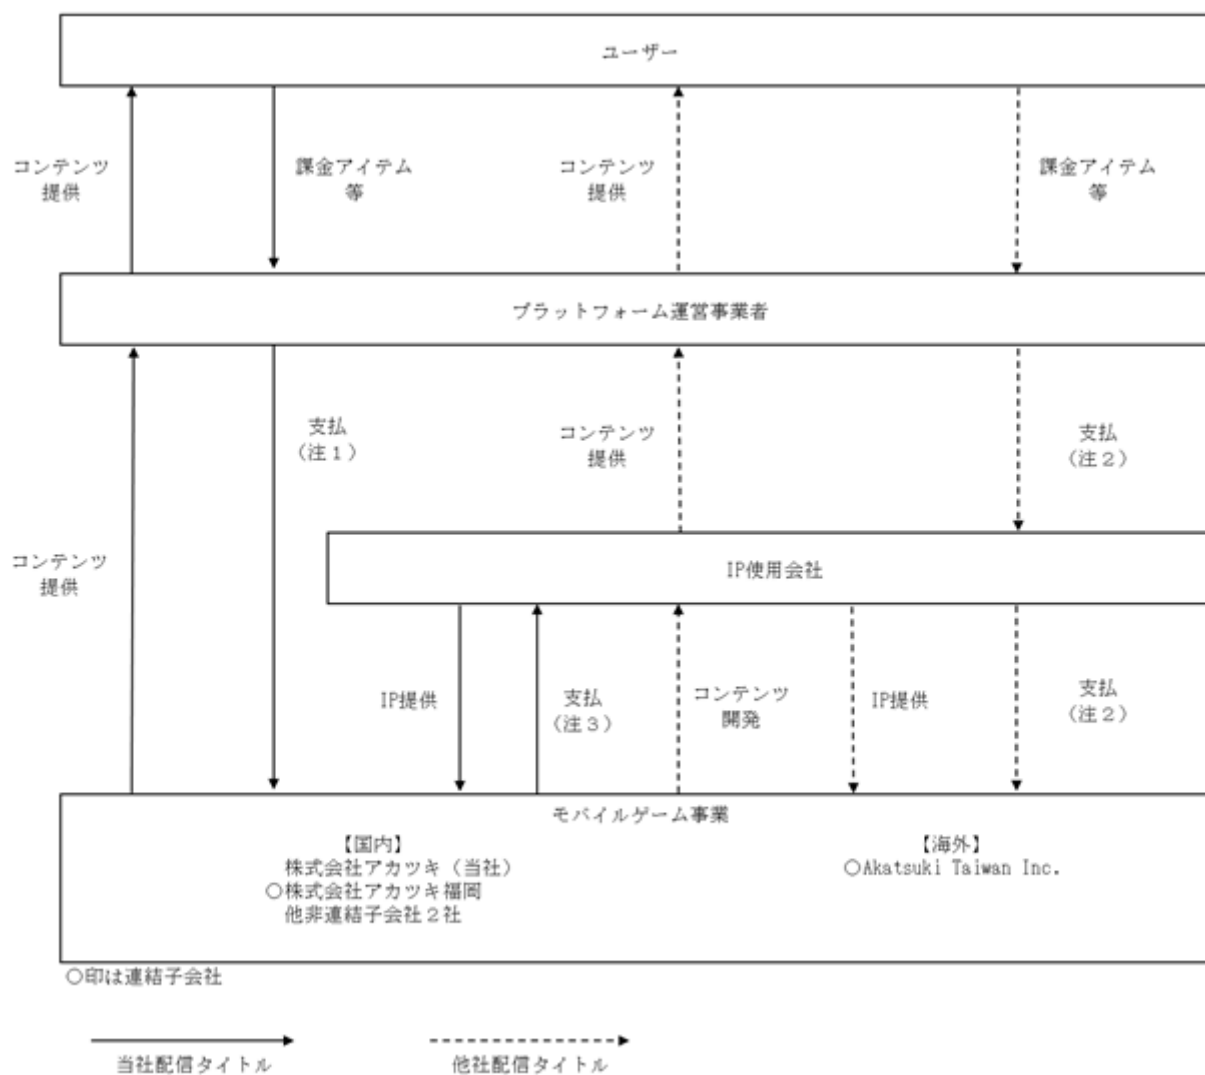 ユーザー
コンテンツ
提供
課金アイテム
等
コンテンツ
提供
課金アイテム
等
プラットフォーム運営事業者
支払
（注１）
コンテンツ
提供
支払
（注２）
コンテンツ
提供
IP使用会社
IP提供
支払
（注３）
コンテンツ
開発
IP提供
支払
（注２）
モバイルゲーム事業
【国内】
株式会社アカツキ（当社）
○株式会社アカツキ福岡
他非連結子会社２社
【海外】
○Akatsuki Taiwan Inc.
○印は連結子会社
当社配信タイトル
他社配信タイトル